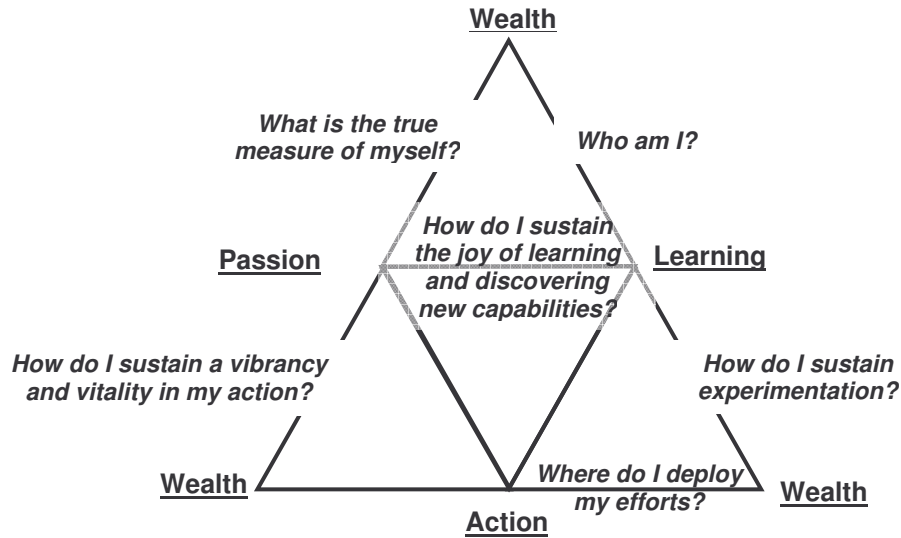 Wealth
What is the true
measure of myself?
Who am I?
How do I sustain
the joy of learning
and discovering
new capabilities?
Passion
Learning
How do I sustain a vibrancy
and vitality in my action?
How do I sustain
experimentation?
Wealth
Where do I deploy
my efforts?
Wealth
Action